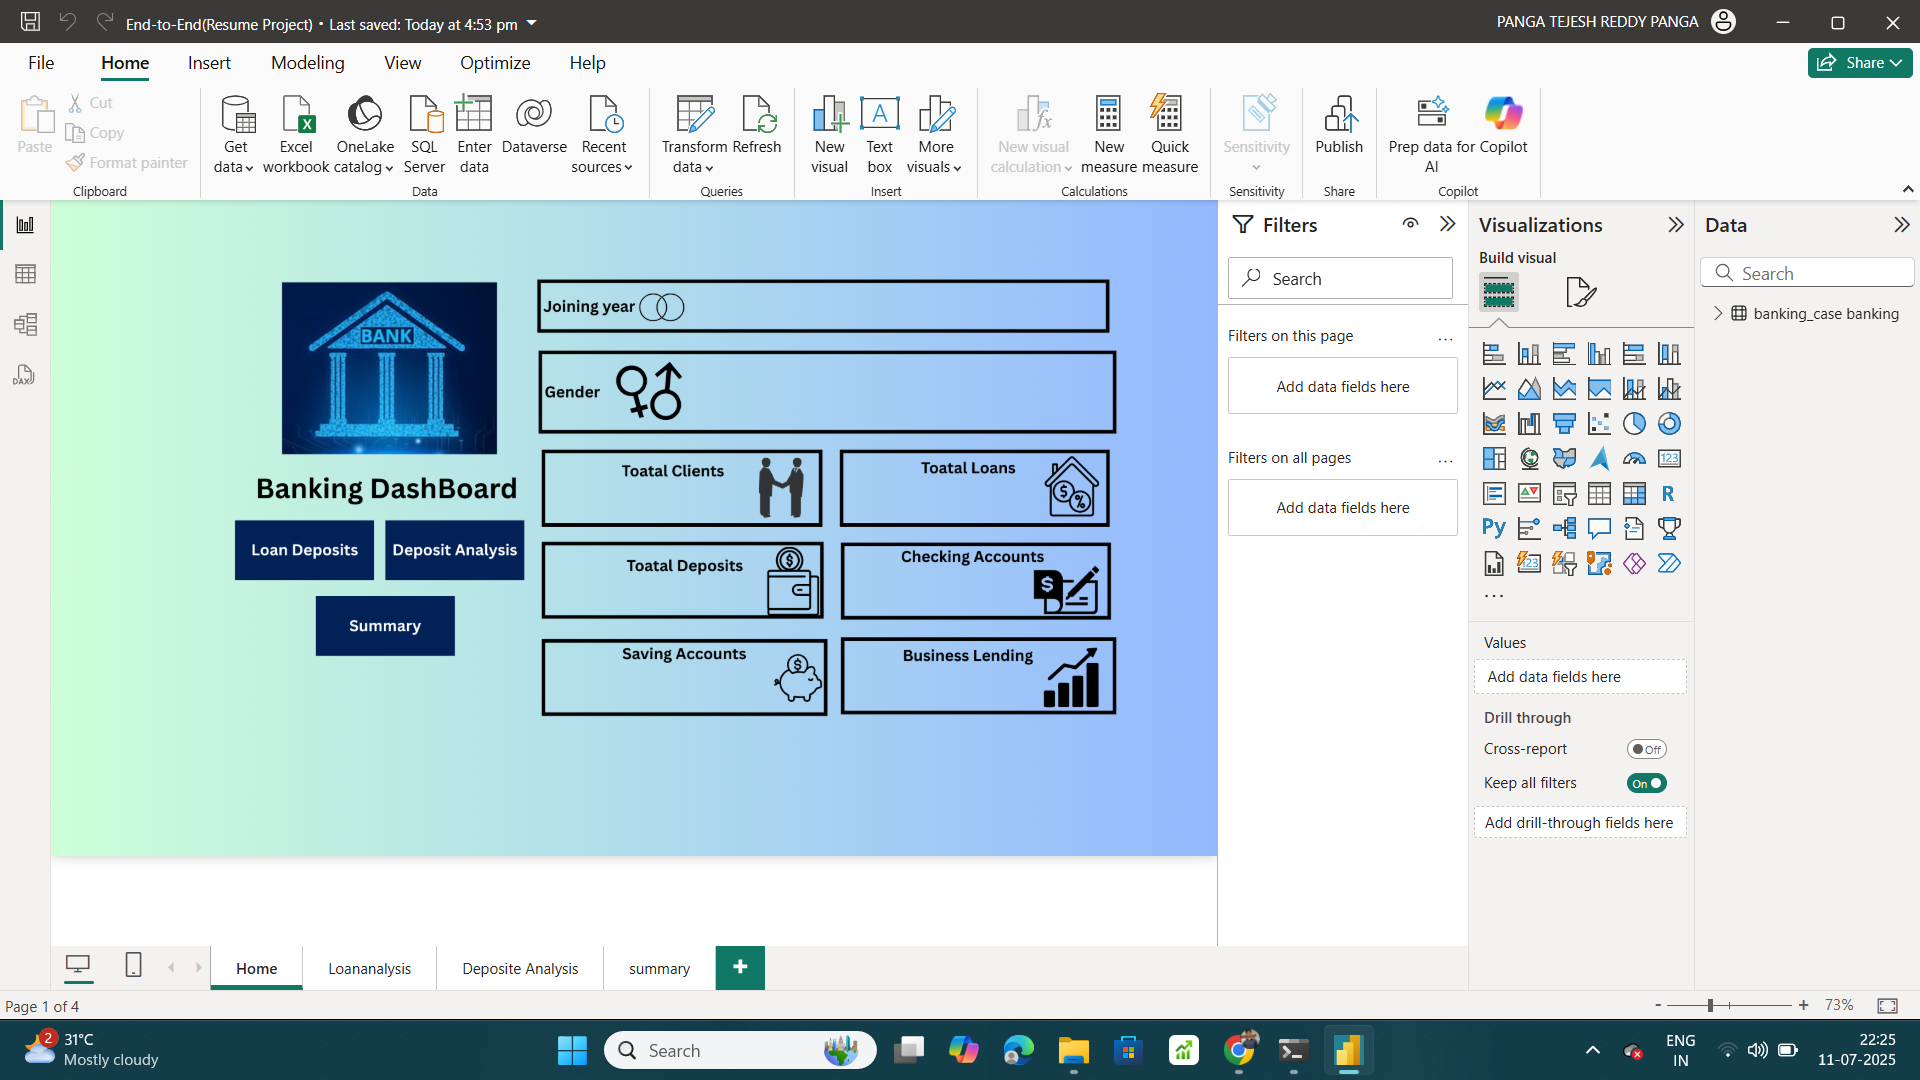 End-to-End(Resume Project) • Last saved: Today at 4:53 pm
PANGA TEJESH REDDY PANGA
File Home Insert Modeling View Optimize Help
Share
Paste
Cut
Copy
Format painter
Clipboard
Get data
Excel workbook
OneLake catalog
SQL Server
Enter data
Dataverse
Recent sources
Data
Transform data
Refresh
Queries
New visual
Text box
More visuals
Insert
New visual calculation
New measure
Quick measure
Calculations
Sensitivity
Sensitivity
Publish
Share
Prep data for AI
Copilot
Copilot
BANK
Banking DashBoard
Loan Deposits
Deposit Analysis
Summary
Joining year
Gender
Toatal Clients
Toatal Loans
Toatal Deposits
Checking Accounts
Saving Accounts
Business Lending
Filters
Search
Filters on this page
...
Add data fields here
Filters on all pages
...
Add data fields here
Visualizations
Build visual
123
R
Py
123
...
Values
Add data fields here
Drill through
Cross-report
Off
Keep all filters
On
Add drill-through fields here
Data
Search
banking_case banking
DAX
Home
Loananalysis
Deposite Analysis
summary
+
Page 1 of 4
- + 73%
2
31°C
Mostly cloudy
Search
ENG
IN
22:25
11-07-2025